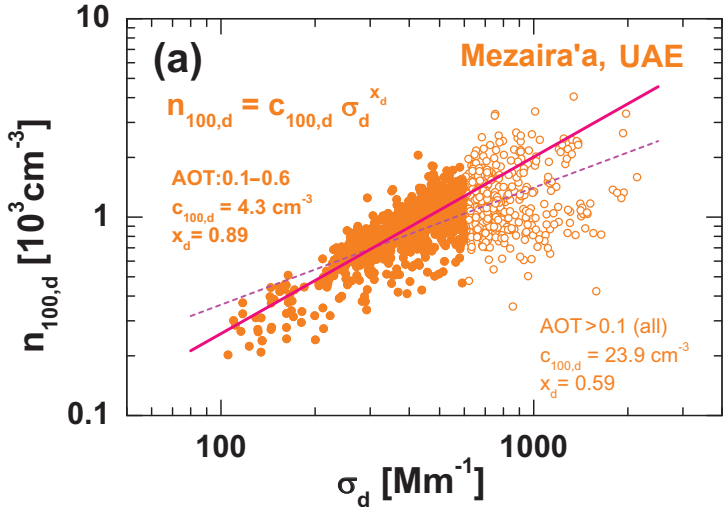 (a)
Mezaira'a, UAE
n100,d = c100,d σd^xd
AOT:0.1–0.6
c100,d = 4.3 cm-3
xd= 0.89
AOT>0.1 (all)
c100,d = 23.9 cm-3
xd= 0.59
10
1
0.1
n100,d [10^3cm-3]
100
1000
σd [Mm-1]